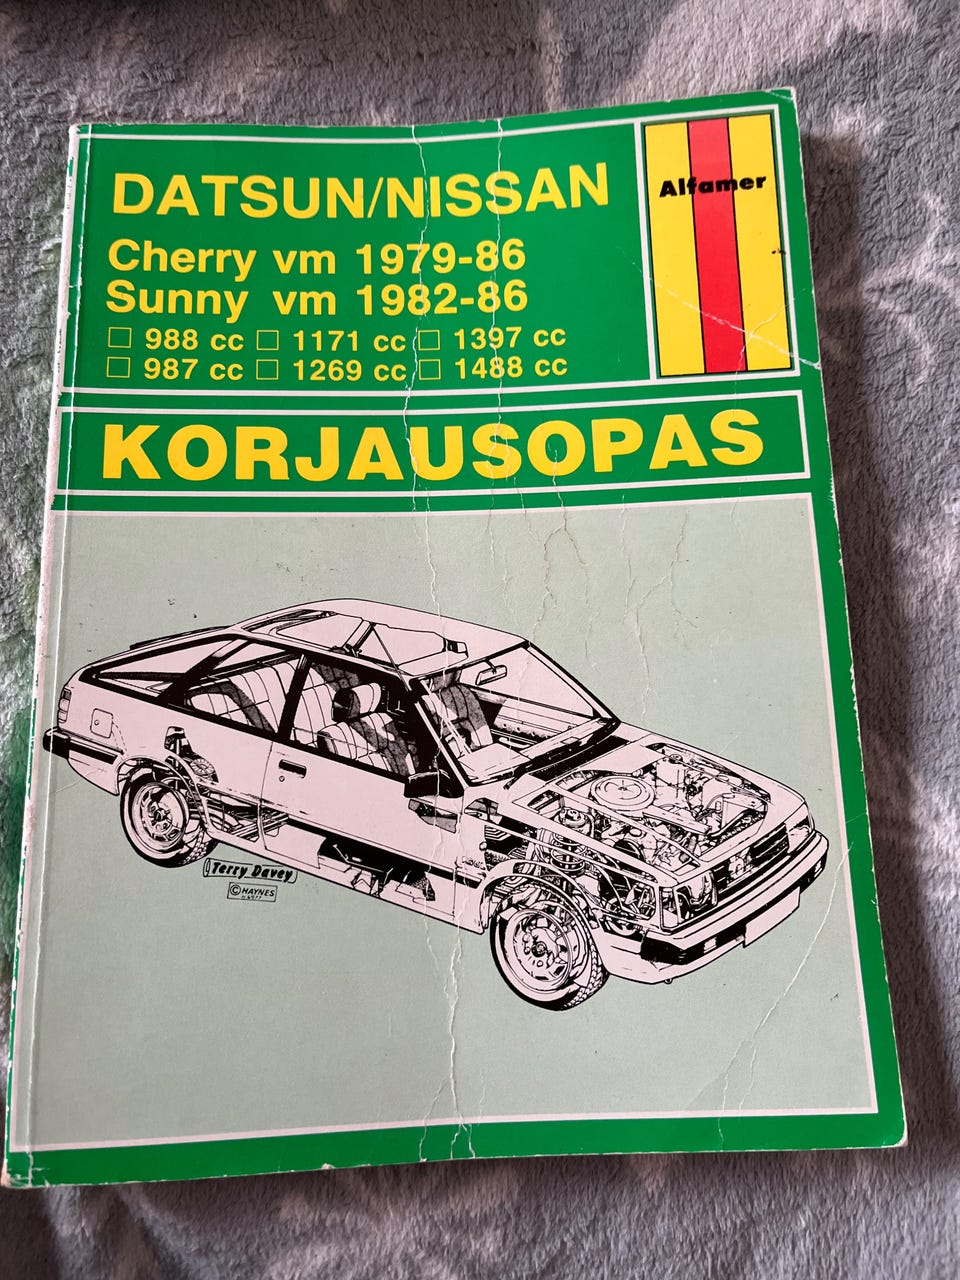 DATSUN/NISSAN
Alfamer
Cherry vm 1979-86
Sunny vm 1982-86
988 cc 1171 cc 1397 cc
987 cc 1269 cc 1488 cc
KORJAUSOPAS
Terry Davey
© HAYNES